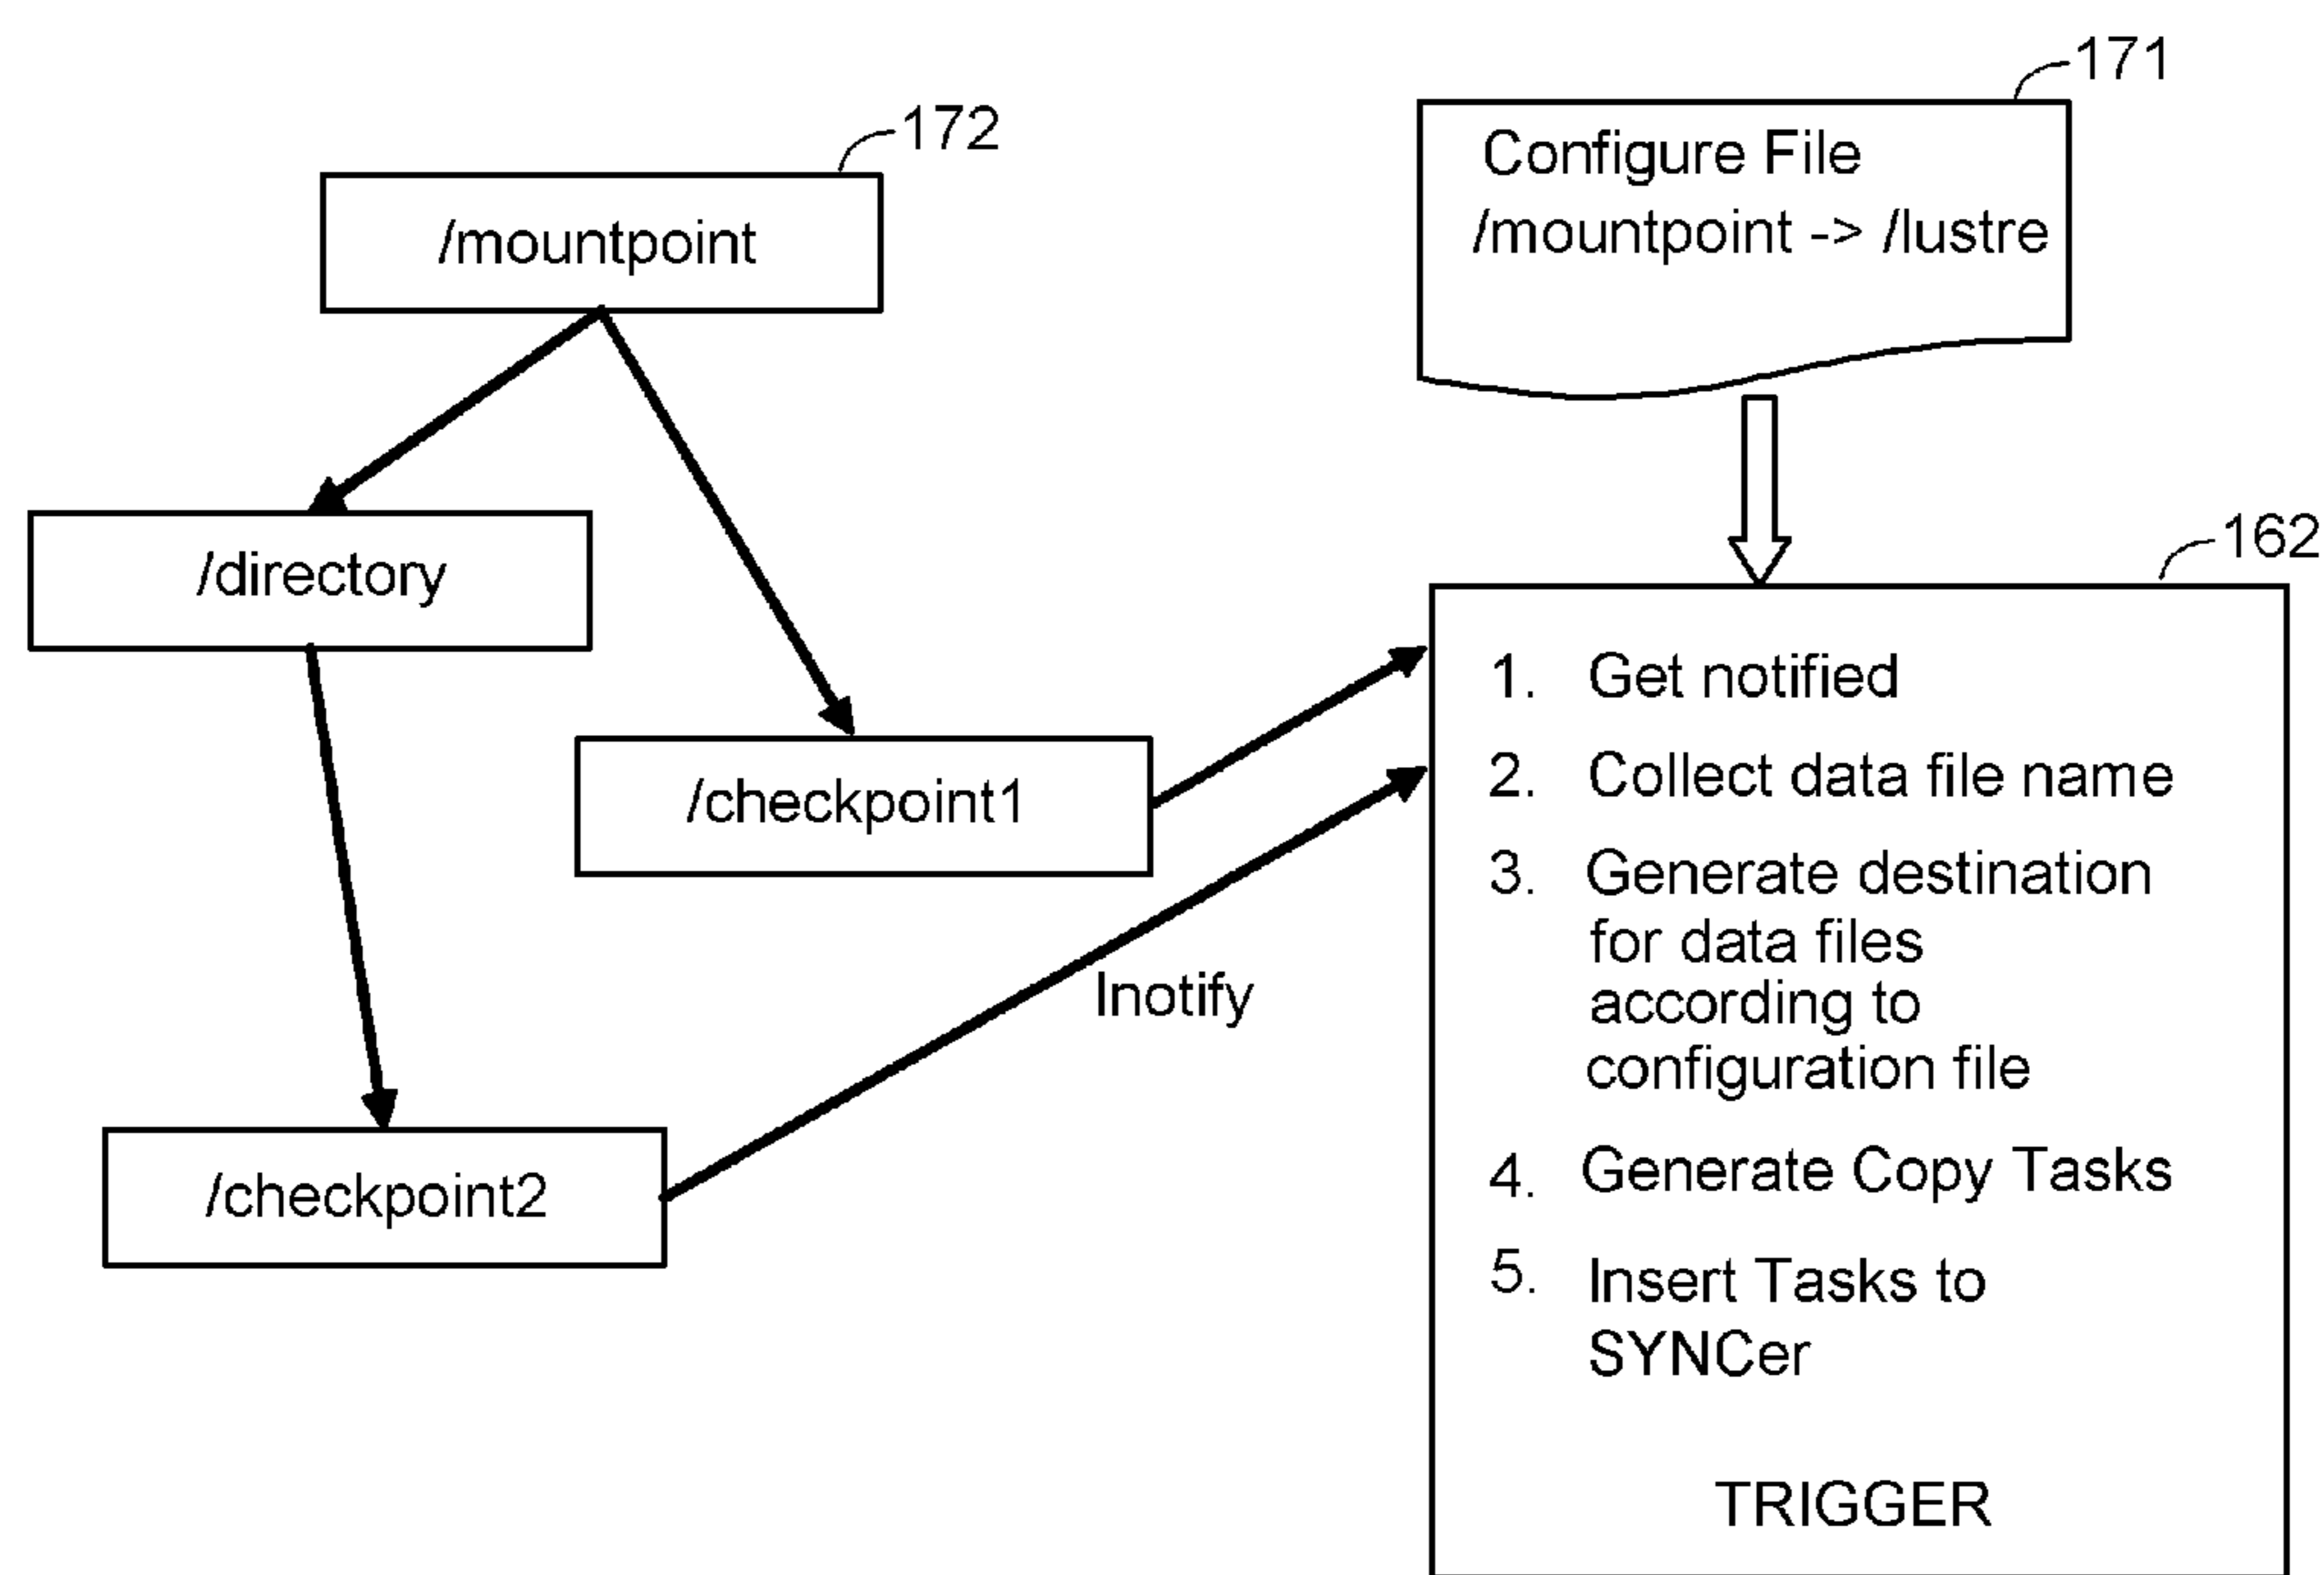 171
172
Configure File
/mountpoint -> /lustre
/mountpoint
162
/directory
1. Get notified
2. Collect data file name
/checkpoint1
3. Generate destination
for data files
according to
configuration file
Inotify
4. Generate Copy Tasks
/checkpoint2
5. Insert Tasks to
SYNCer
TRIGGER